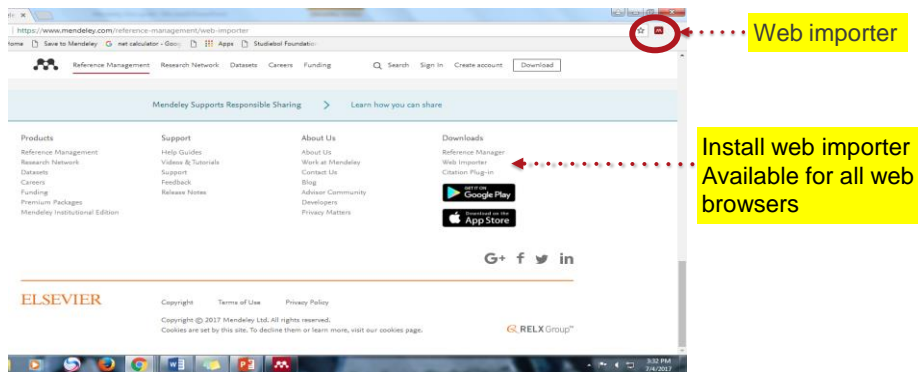 https://www.mendeley.com/reference-management/web-importer
Web importer
Save to Mendeley
Apps
Studiebol Foundation
Reference Management Research Network Datasets Careers Funding Search Sign In Create account Download
Mendeley Supports Responsible Sharing > Learn how you can share
Products
Reference Management
Research Network
Datasets
Careers
Funding
Premium Packages
Mendeley Institutional Edition
Support
Help Guides
Videos & Tutorials
Support
Feedback
Release Notes
About Us
About Us
Work at Mendeley
Contact Us
Blog
Advisor Community
Developers
Privacy Matters
Downloads
Reference Manager
Web Importer
Citation Plug-in
GET IT ON
Google Play
Download on the
App Store
Install web importer
Available for all web
browsers
G+ f in
ELSEVIER
Copyright Terms of Use Privacy Policy
Copyright © 2017 Mendeley Ltd. All rights reserved.
Cookies are set by this site. To decline them or learn more, visit our cookies page.
RELX Group™
3:32 PM
7/4/2017